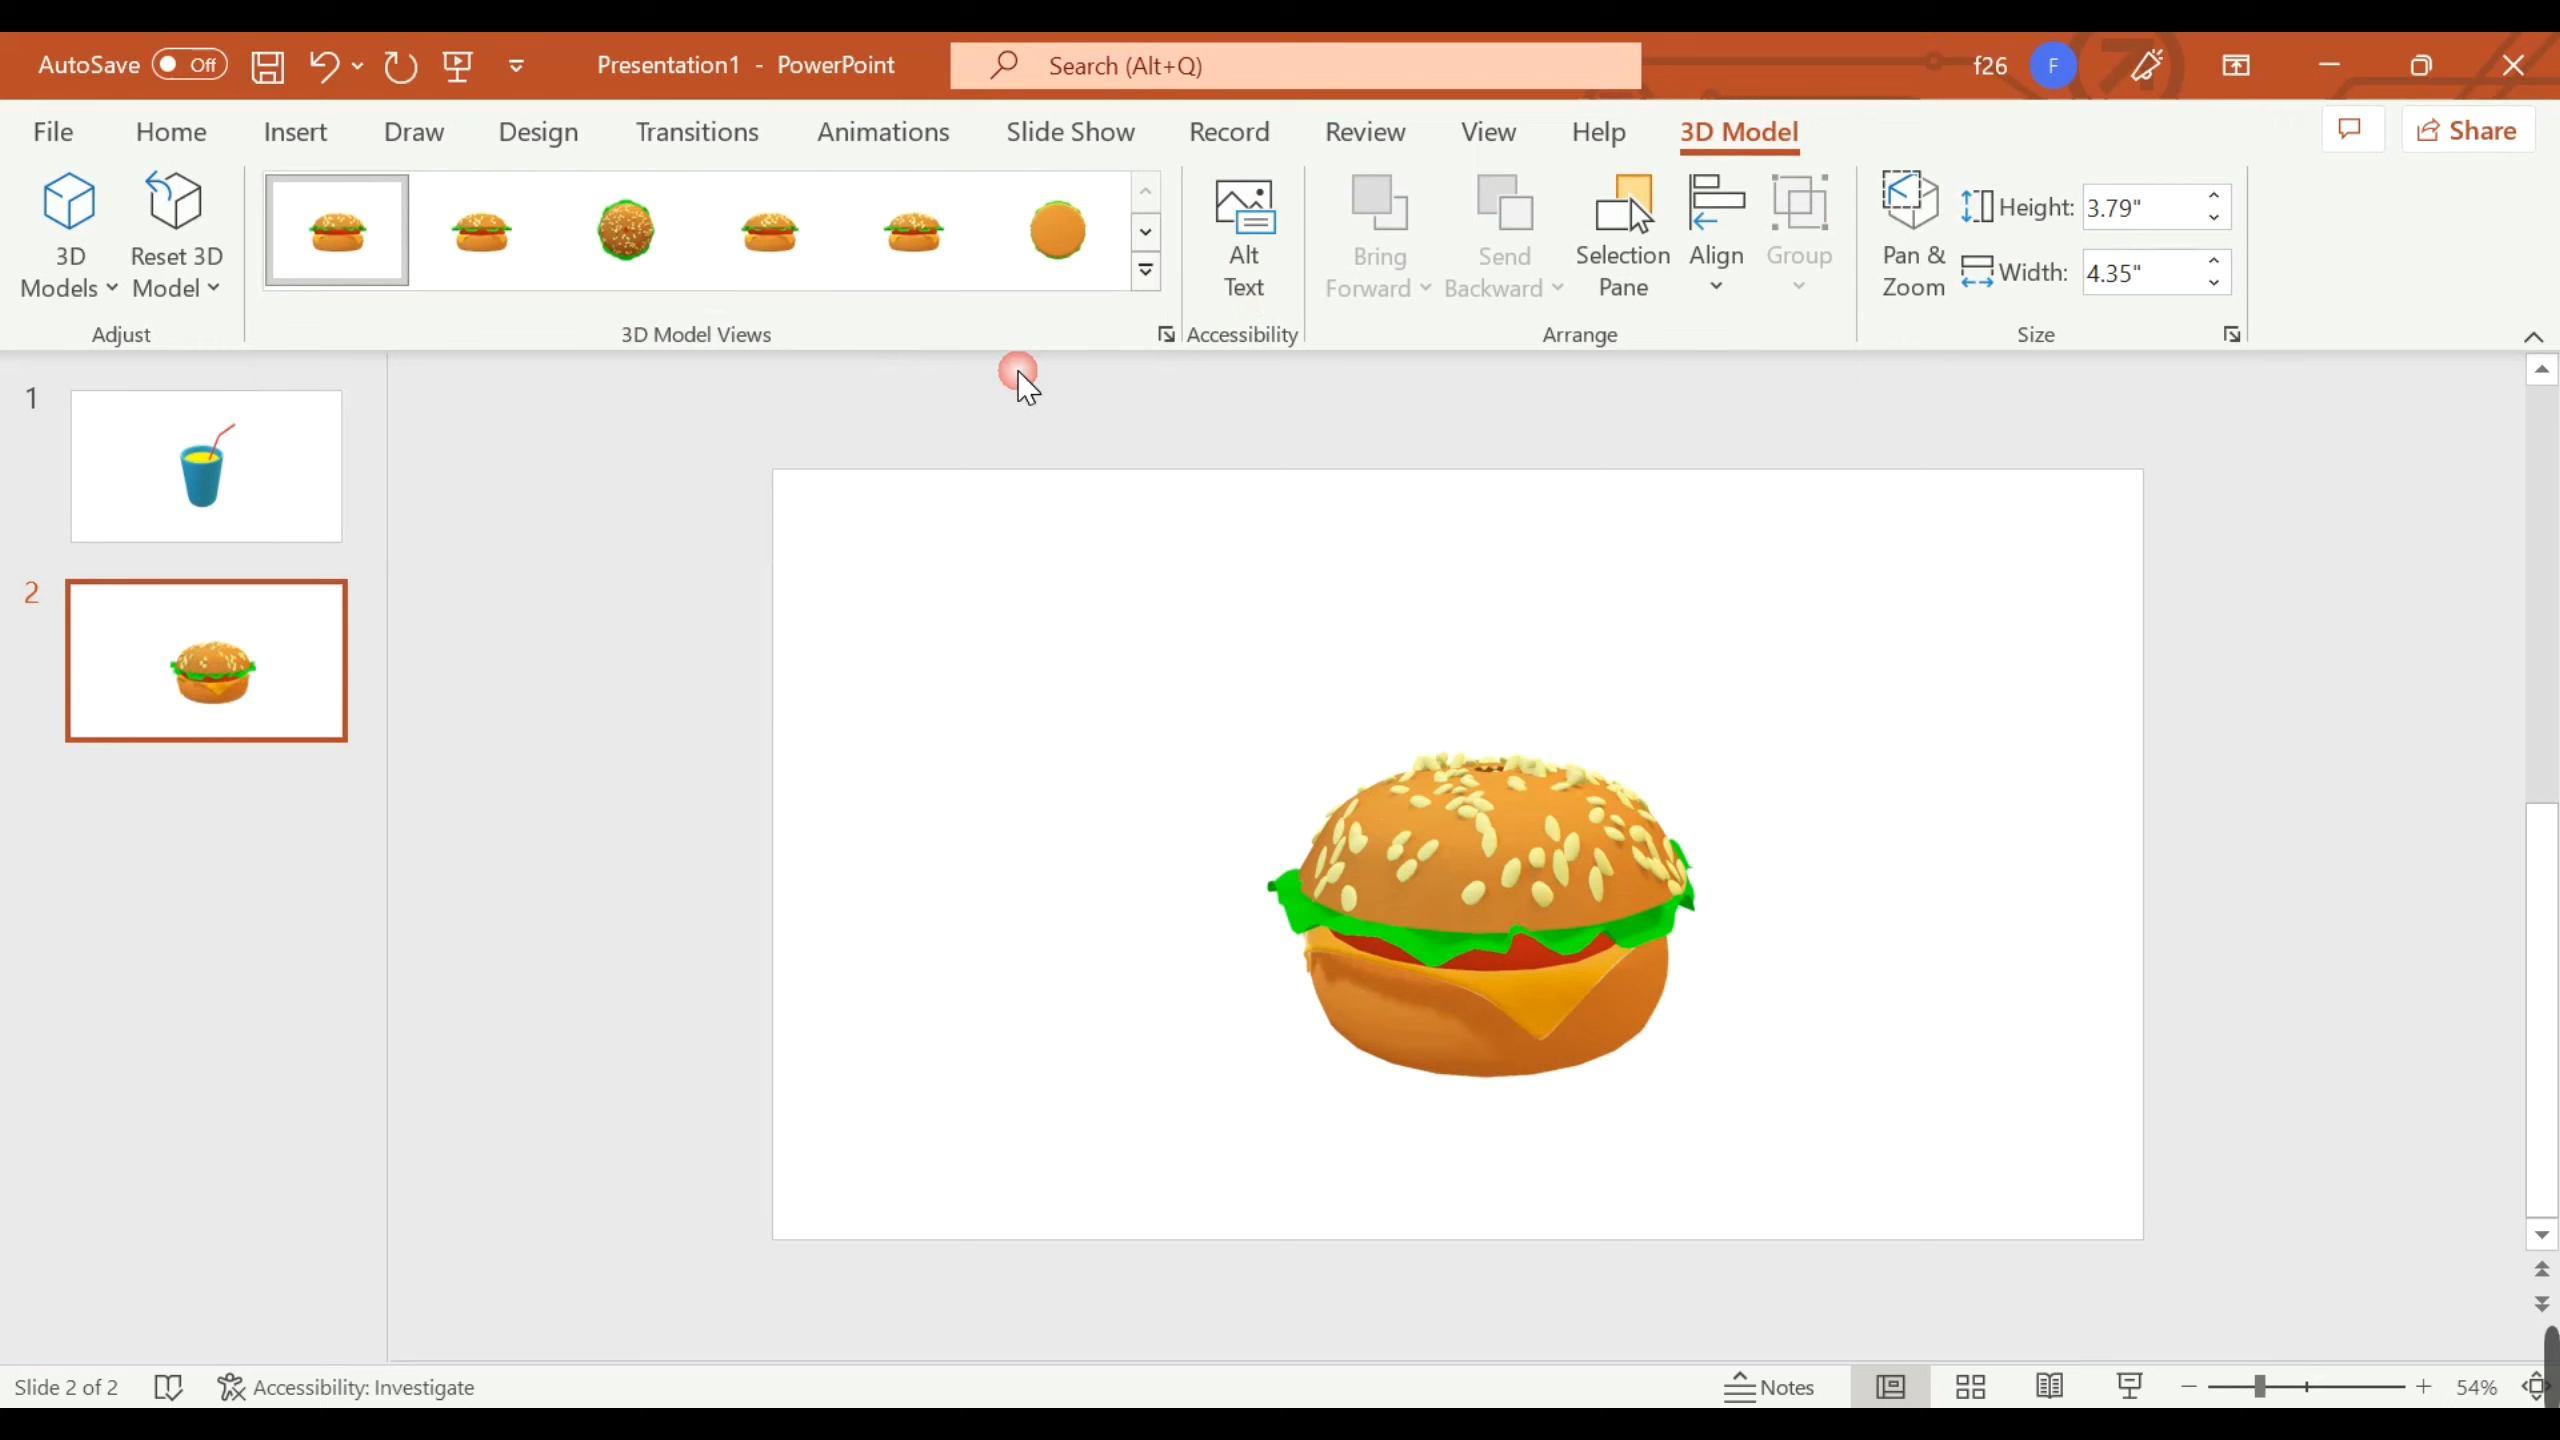 AutoSave Off Presentation1 - PowerPoint Search (Alt+Q) f26 F
File Home Insert Draw Design Transitions Animations Slide Show Record Review View Help 3D Model Share
3D Models Reset 3D Model Alt Text Bring Forward Send Backward Selection Pane Align Group Pan & Zoom
Height: 3.79"
Width: 4.35"
Adjust 3D Model Views Accessibility Arrange Size
1
2
Slide 2 of 2 Accessibility: Investigate Notes 54%